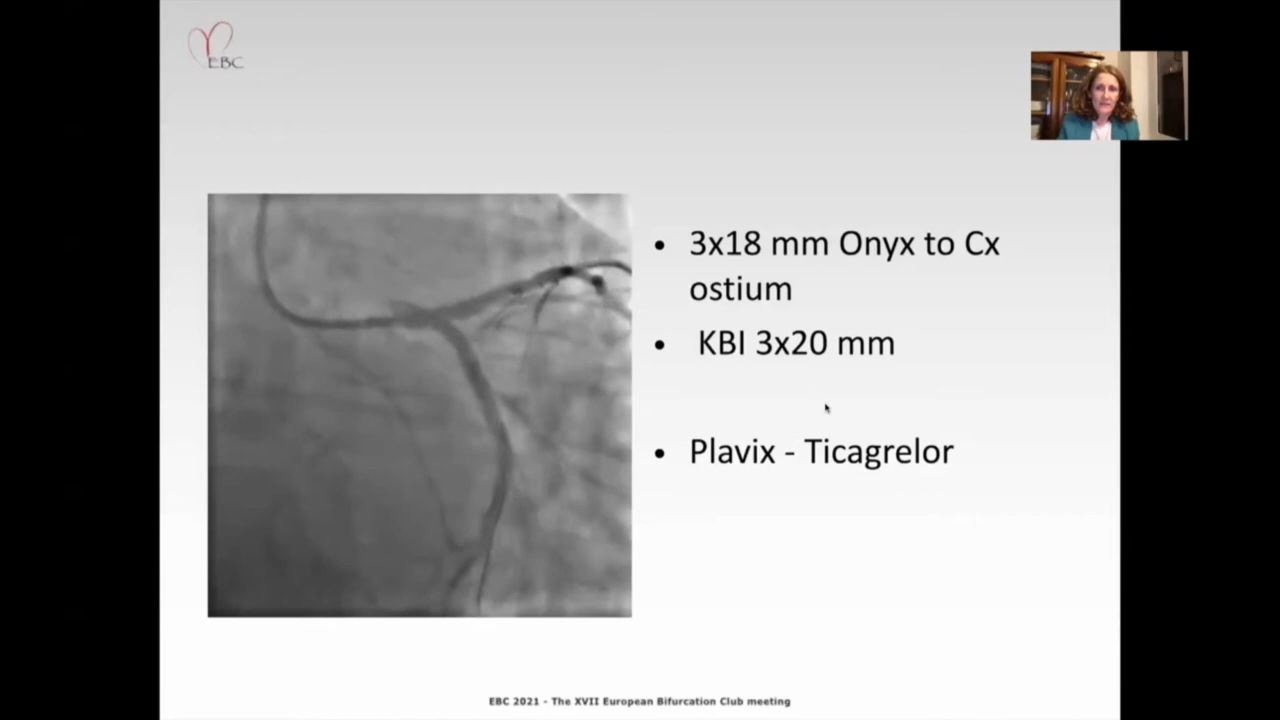 EBC
• 3x18 mm Onyx to Cx
ostium
• KBI 3x20 mm
• Plavix - Ticagrelor
EBC 2021 - The XVII European Bifurcation Club meeting